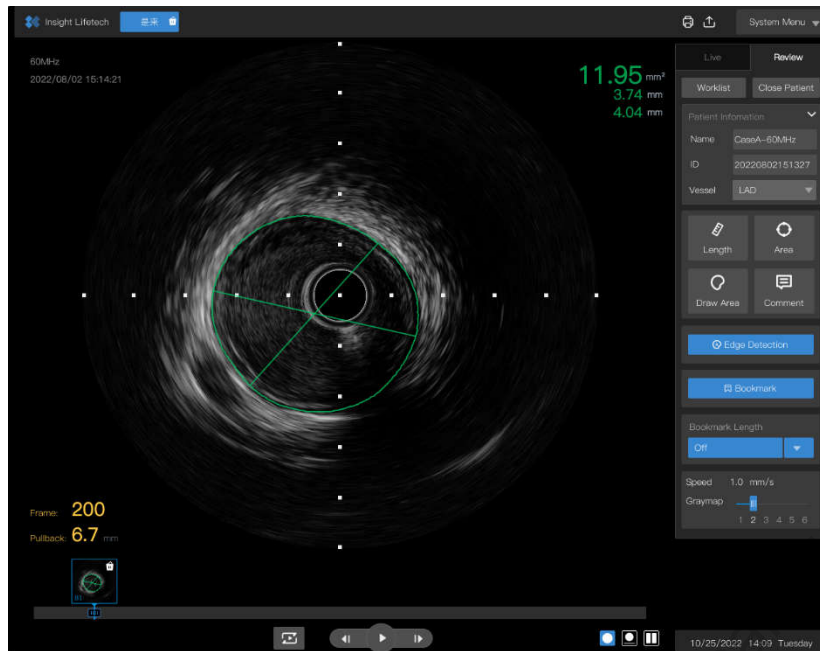 Insight Lifetech
System Menu
60MHz
2022/08/02 15:14:21
11.95 mm²
3.74 mm
4.04 mm
Live
Review
Worklist
Close Patient
Patient Infomation
Name CaseA-60MHz
ID 20220802151327
Vessel LAD
Length
Area
Draw Area
Comment
Edge Detection
Bookmark
Bookmark Length
Off
Speed 1.0 mm/s
Graymap
1 2 3 4 5 6
Frame: 200
Pullback: 6.7 mm
10/25/2022 14:09 Tuesday